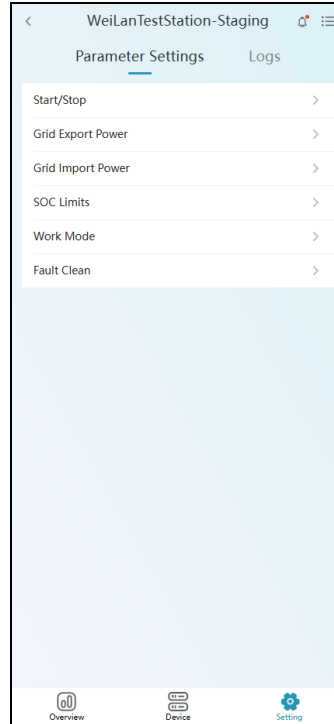 WeiLanTestStation-Staging
Parameter Settings Logs
Start/Stop
Grid Export Power
Grid Import Power
SOC Limits
Work Mode
Fault Clean
Overview Device Setting